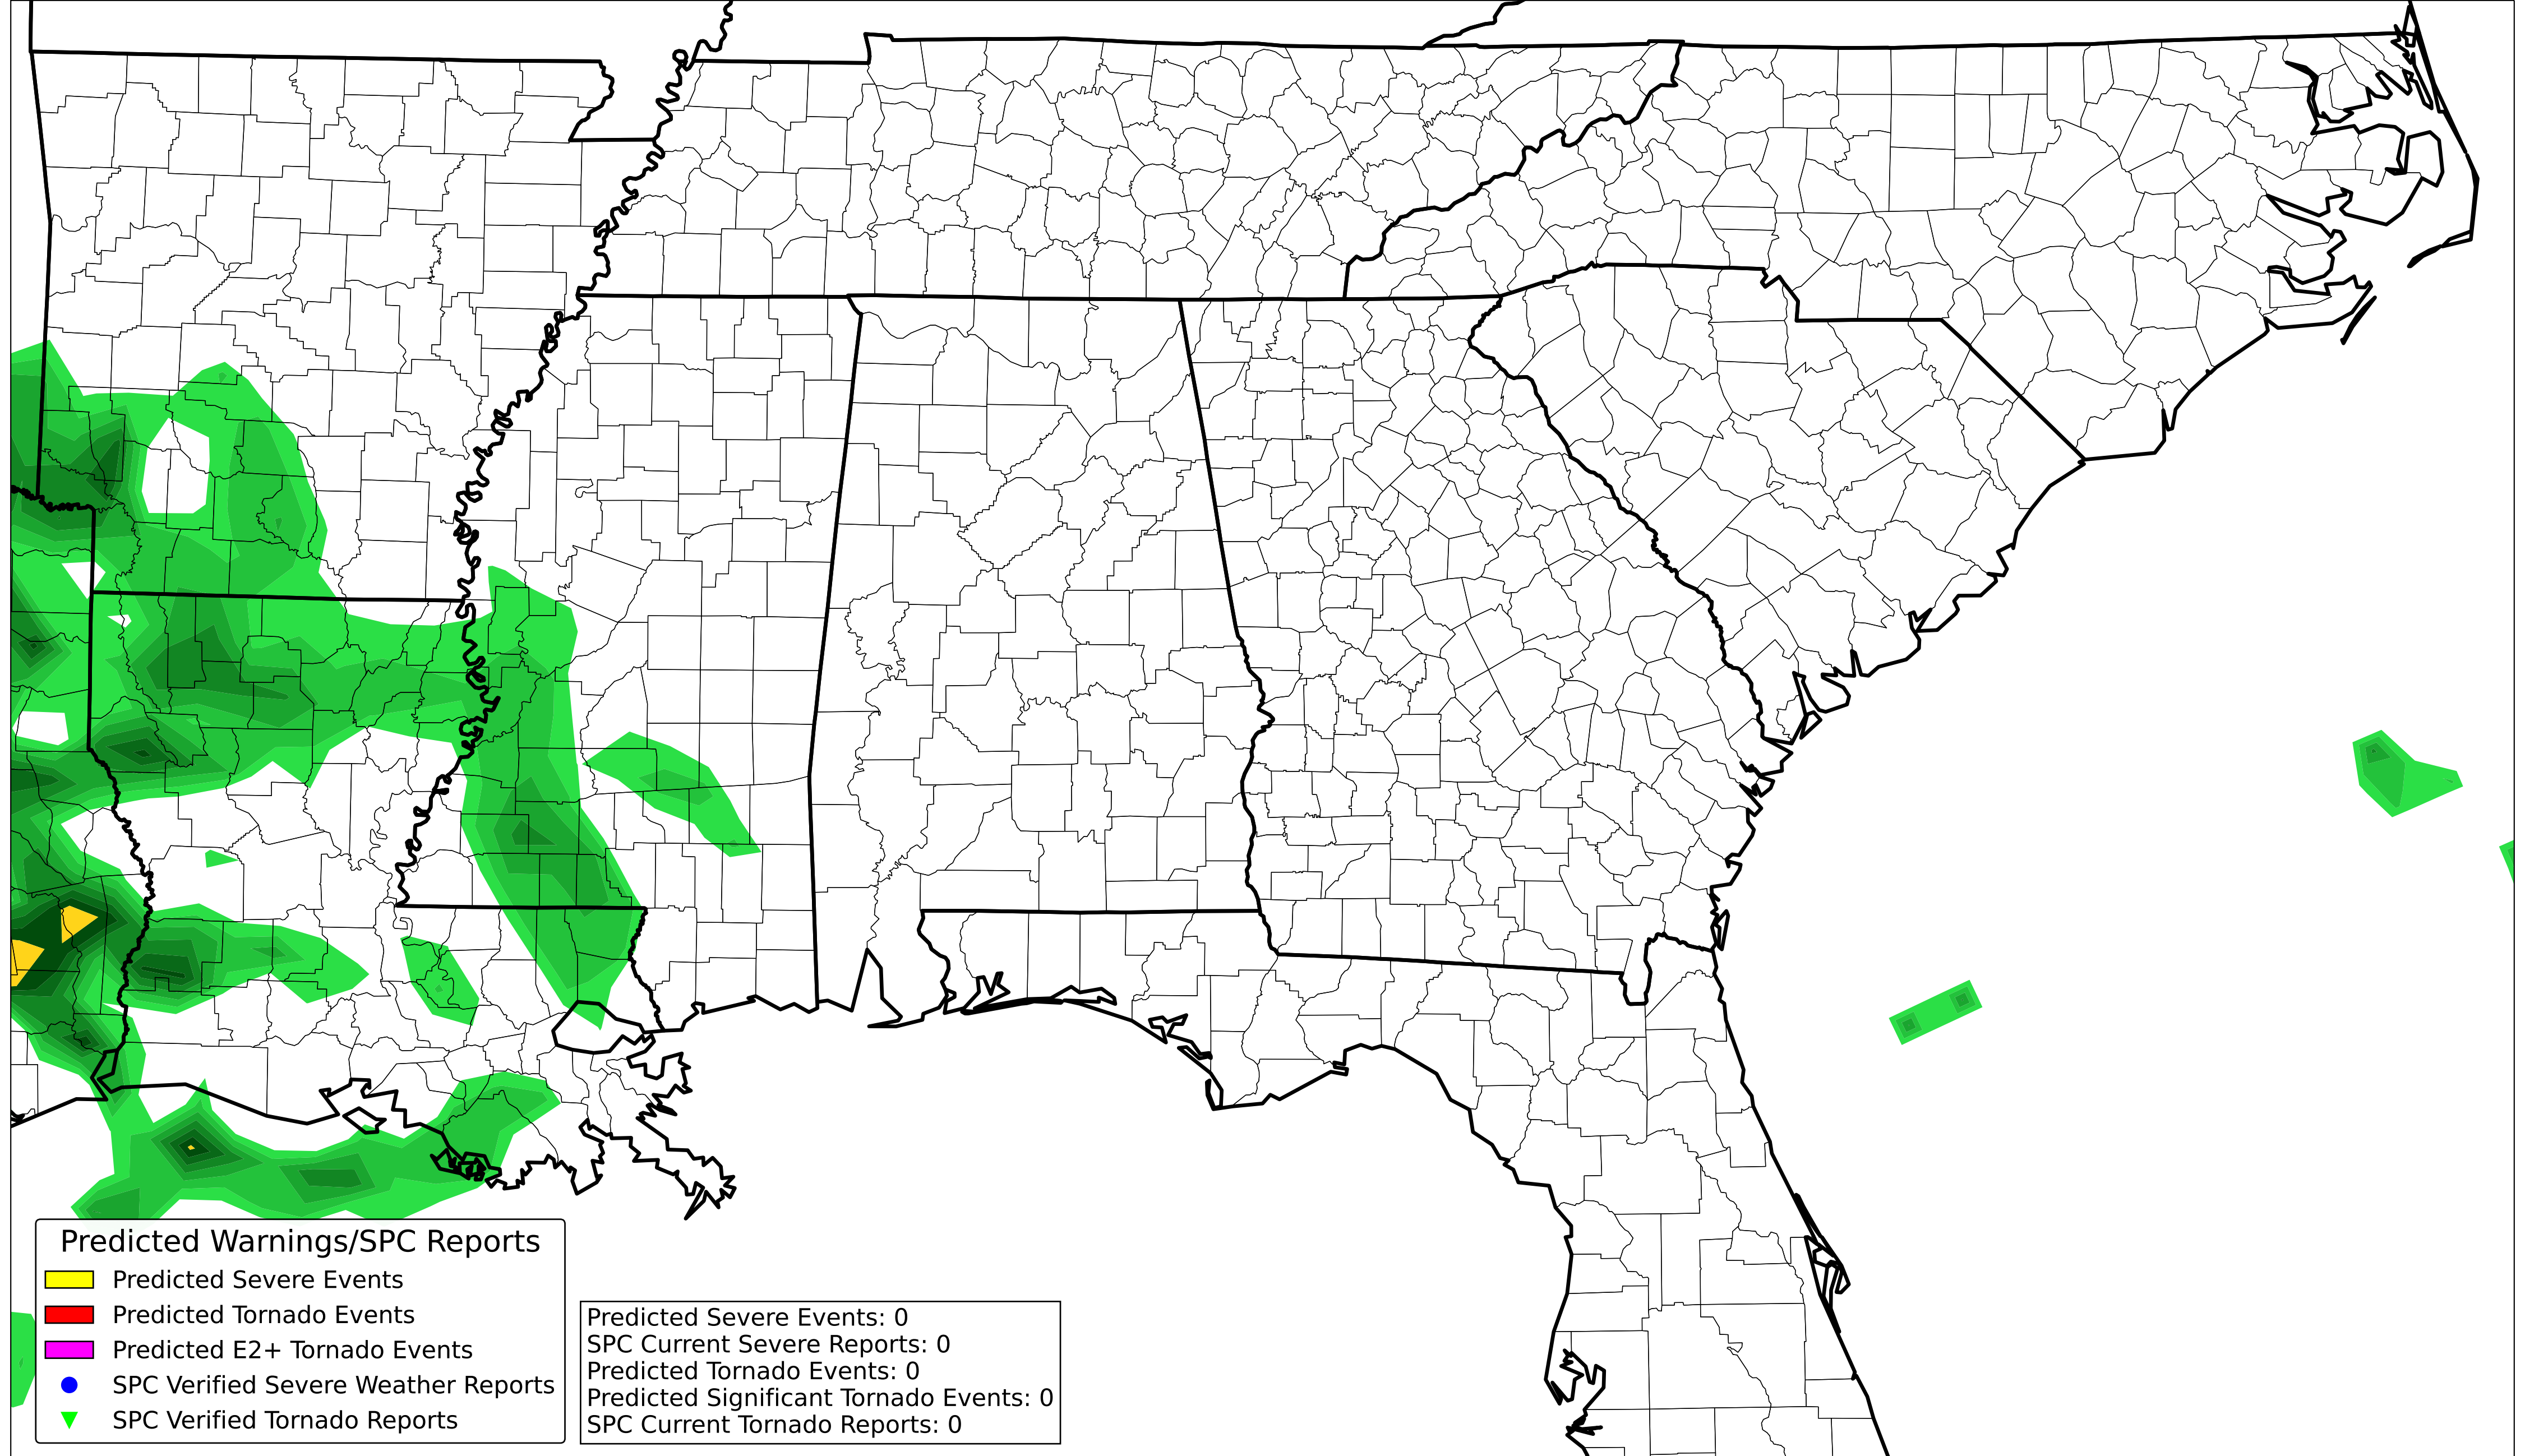 Predicted Warnings/SPC Reports
Predicted Severe Events
Predicted Tornado Events
Predicted E2+ Tornado Events
SPC Verified Severe Weather Reports
SPC Verified Tornado Reports
Predicted Severe Events: 0
SPC Current Severe Reports: 0
Predicted Tornado Events: 0
Predicted Significant Tornado Events: 0
SPC Current Tornado Reports: 0